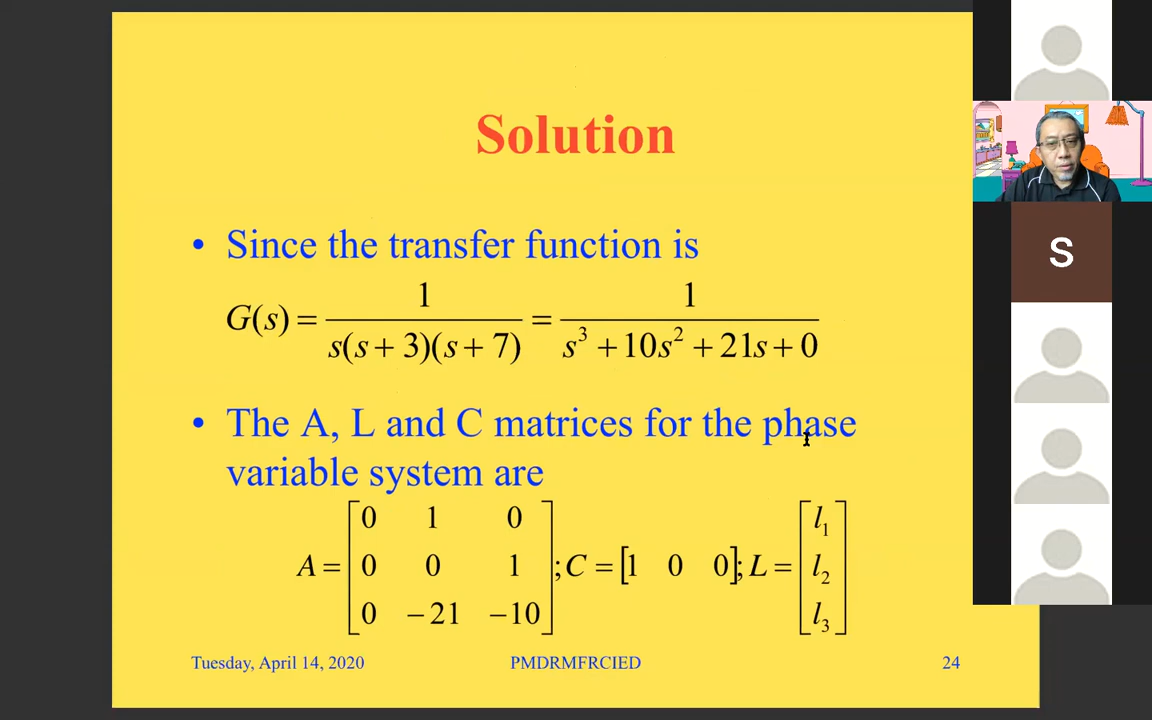 Solution
• Since the transfer function is
G(s) = 1 / s(s + 3)(s + 7) = 1 / s³ + 10s² + 21s + 0
• The A, L and C matrices for the phase
variable system are
A = [0 1 0; 0 0 1; 0 −21 −10]; C = [1 0 0]; L = [l₁; l₂; l₃]
Tuesday, April 14, 2020 PMDRMFRCIED 24
S